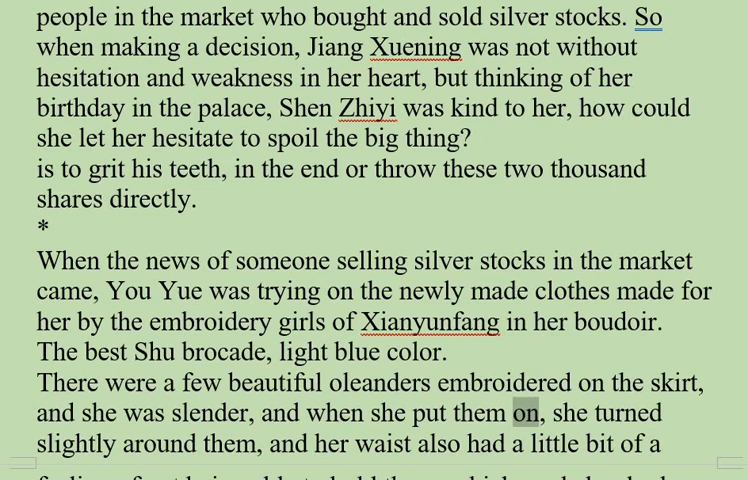 people in the market who bought and sold silver stocks. So
when making a decision, Jiang Xuening was not without
hesitation and weakness in her heart, but thinking of her
birthday in the palace, Shen Zhiyi was kind to her, how could
she let her hesitate to spoil the big thing?
is to grit his teeth, in the end or throw these two thousand
shares directly.
*
When the news of someone selling silver stocks in the market
came, You Yue was trying on the newly made clothes made for
her by the embroidery girls of Xianyunfang in her boudoir.
The best Shu brocade, light blue color.
There were a few beautiful oleanders embroidered on the skirt,
and she was slender, and when she put them on, she turned
slightly around them, and her waist also had a little bit of a